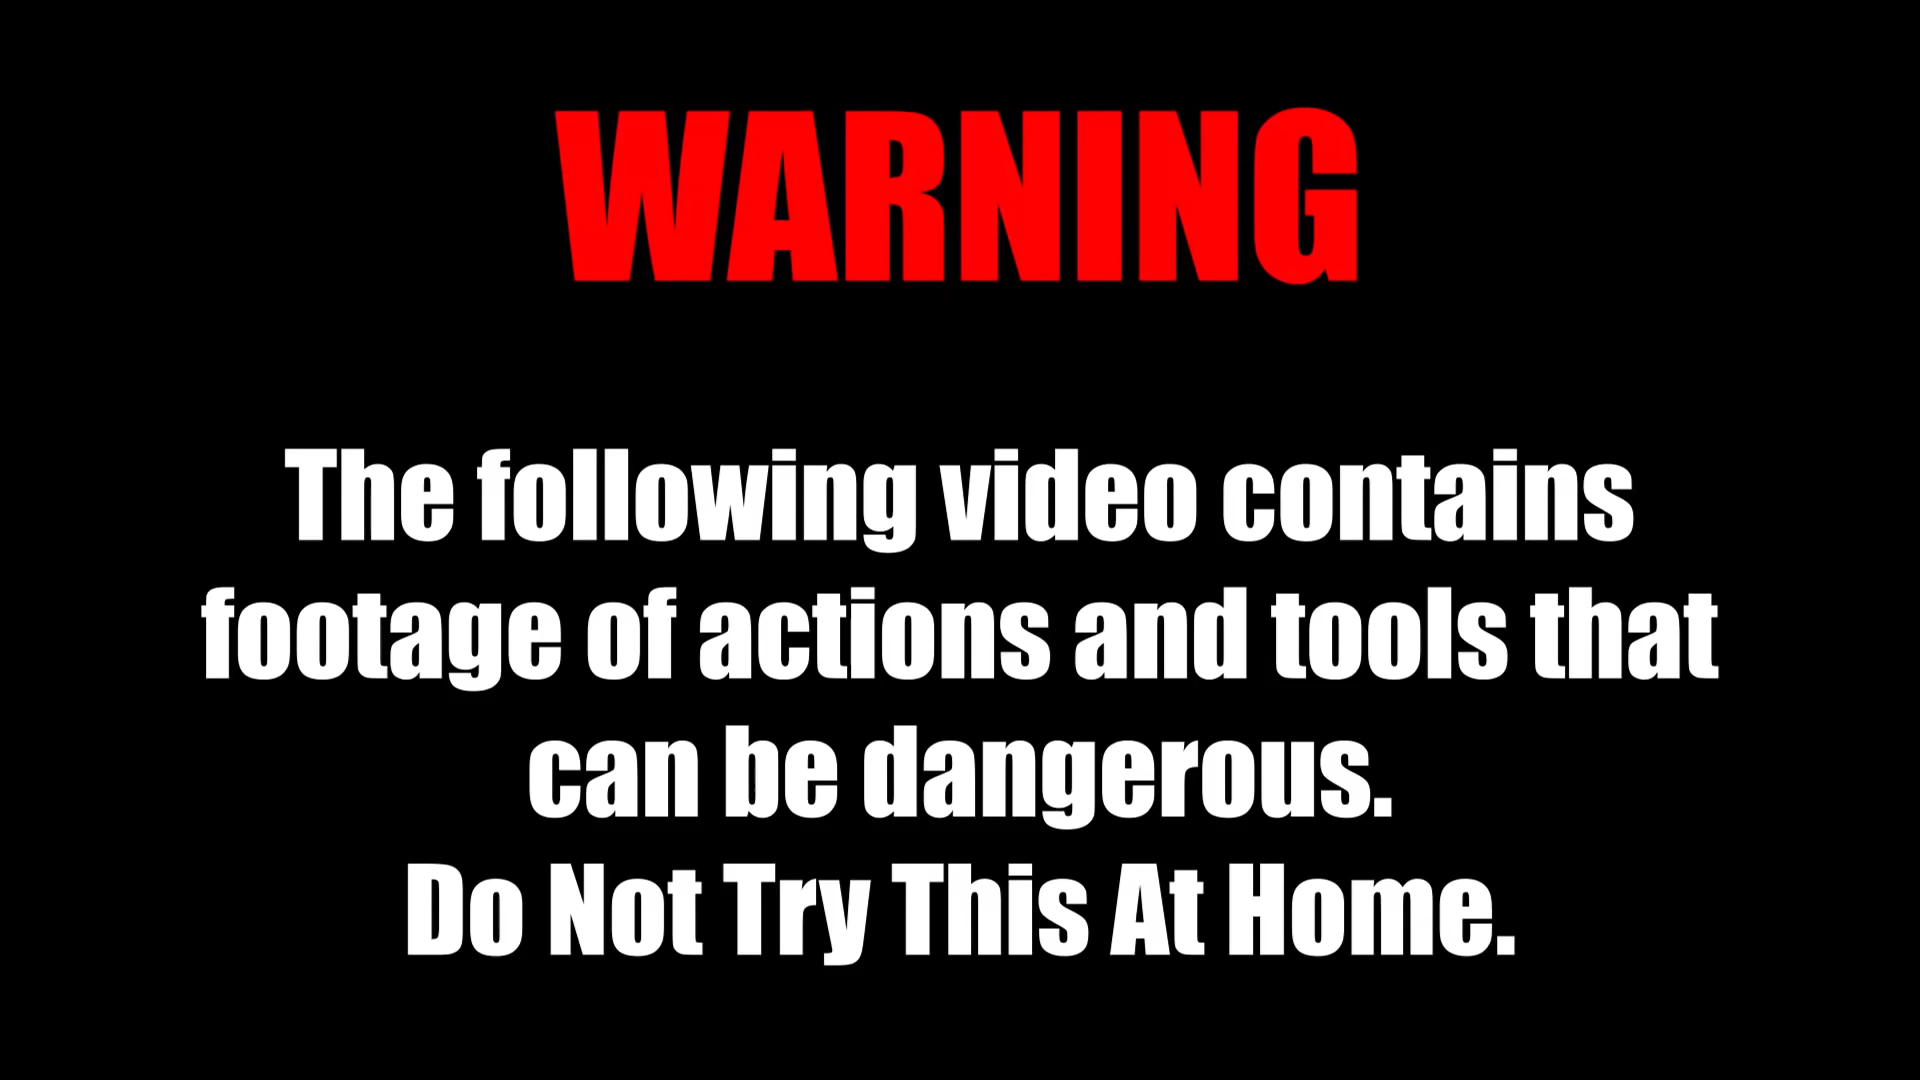 WARNING
The following video contains
footage of actions and tools that
can be dangerous.
Do Not Try This At Home.